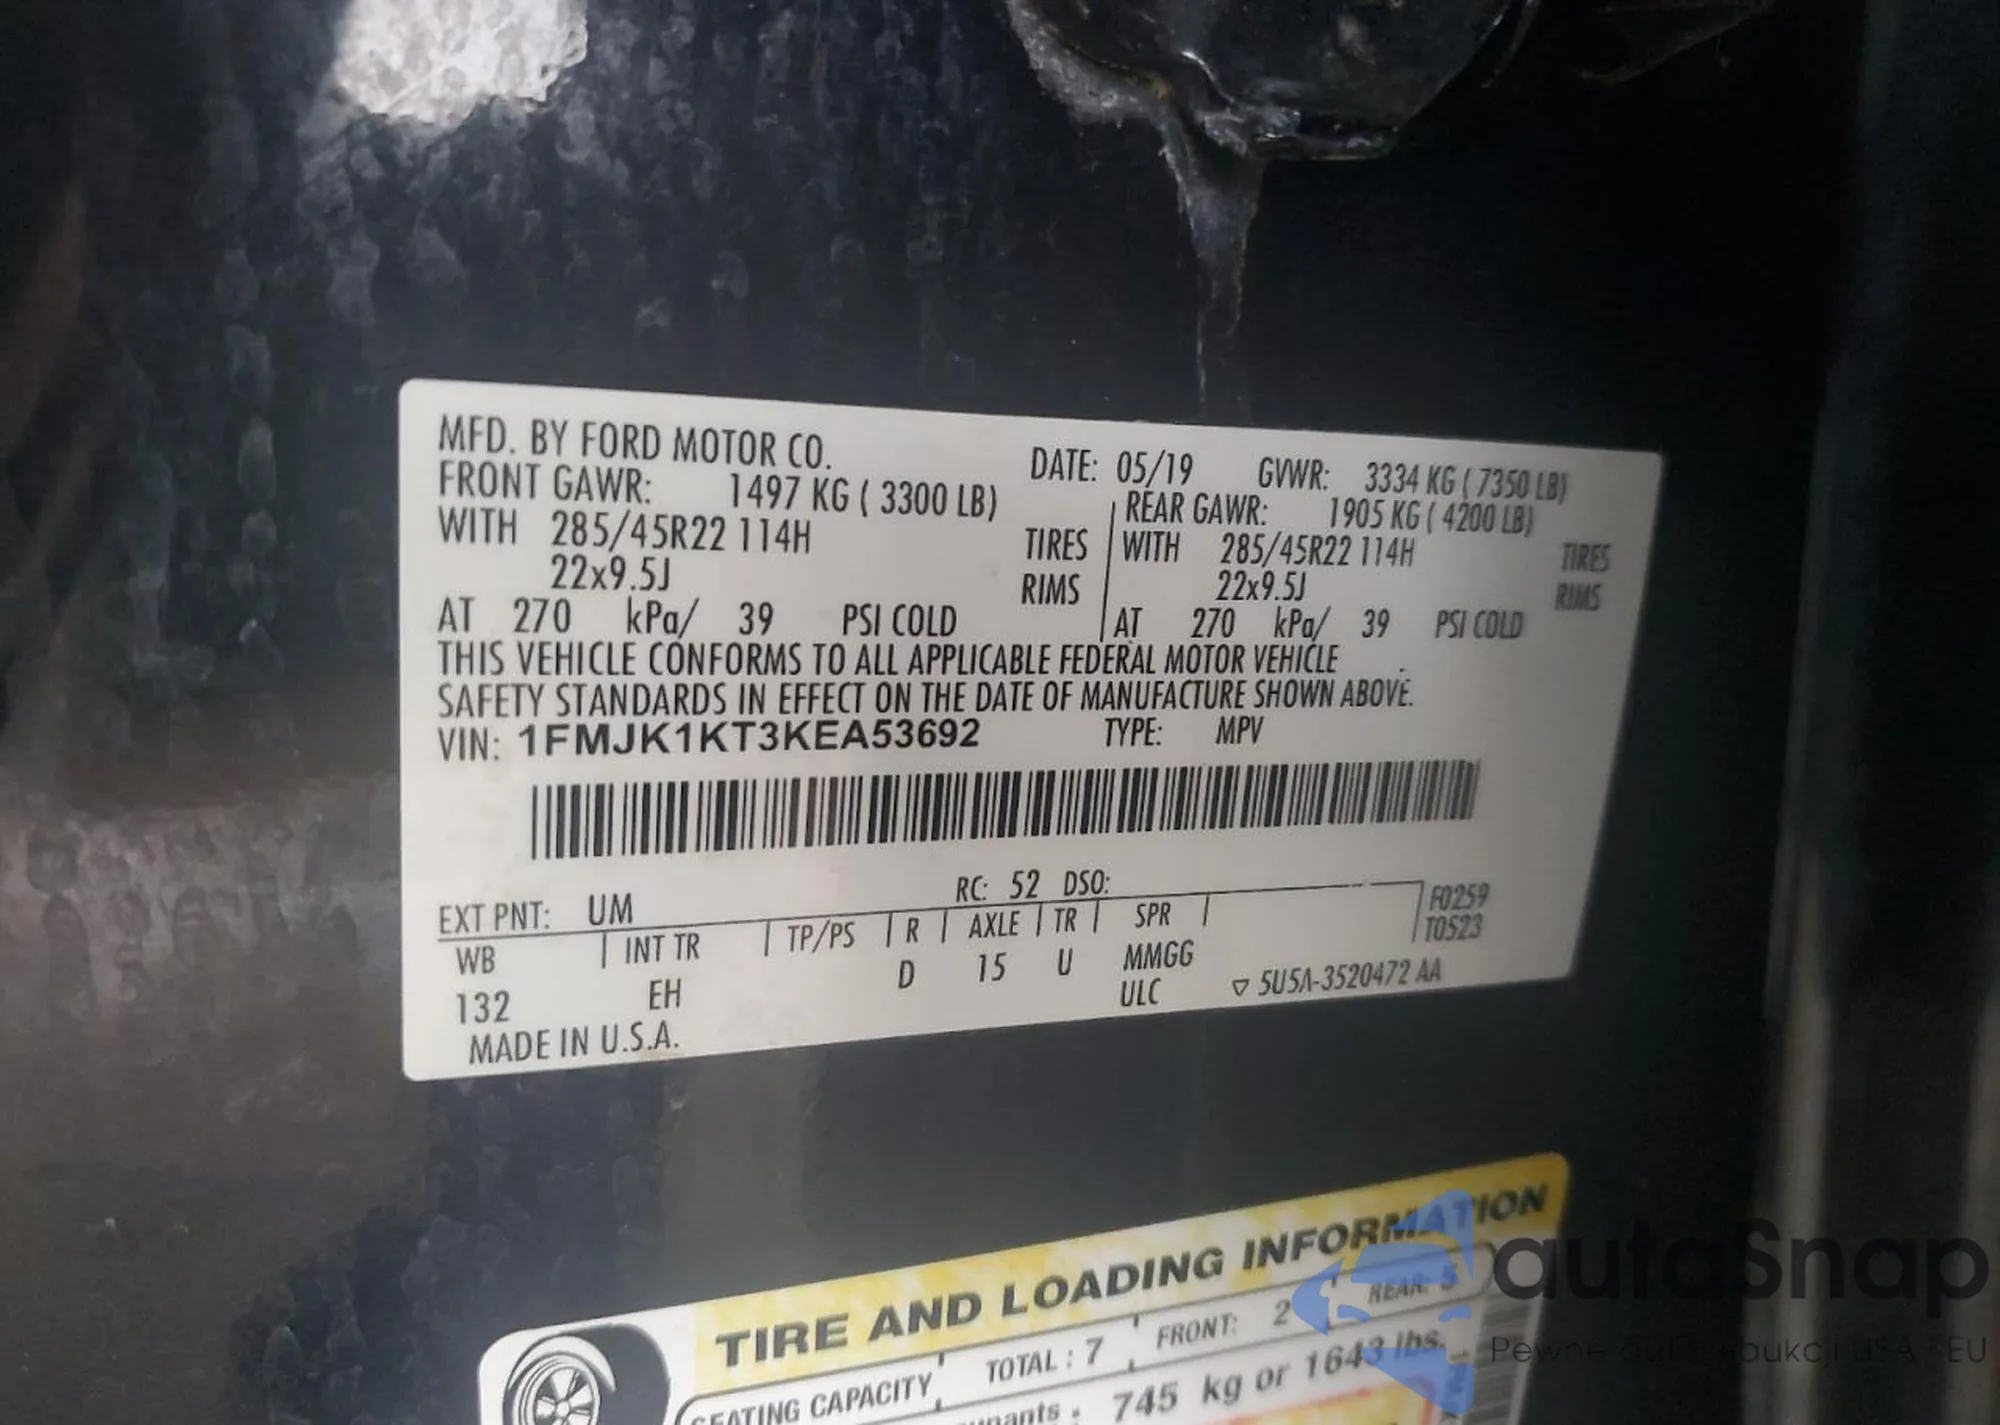 MFD. BY FORD MOTOR CO.
DATE: 05/19 GVWR: 3334 KG ( 7350 LB)
FRONT GAWR: 1497 KG ( 3300 LB)
REAR GAWR: 1905 KG ( 4200 LB)
WITH 285/45R22 114H TIRES
WITH 285/45R22 114H TIRES
22x9.5J RIMS
22x9.5J RIMS
AT 270 kPa/ 39 PSI COLD
AT 270 kPa/ 39 PSI COLD
THIS VEHICLE CONFORMS TO ALL APPLICABLE FEDERAL MOTOR VEHICLE
SAFETY STANDARDS IN EFFECT ON THE DATE OF MANUFACTURE SHOWN ABOVE.
VIN: 1FMJK1KT3KEA53692 TYPE: MPV
EXT PNT: UM RC: 52 DSO:
WB INT TR TP/PS R AXLE TR SPR
F0259
T0523
132 EH D 15 U MMGG
ULC
▽ 5U5A-3520472 AA
MADE IN U.S.A.
TIRE AND LOADING INFORMATION
SEATING CAPACITY TOTAL : 7 FRONT: 2 REAR: 5
745 kg or 1643 lbs.
autaSnap
Pewne USA EU